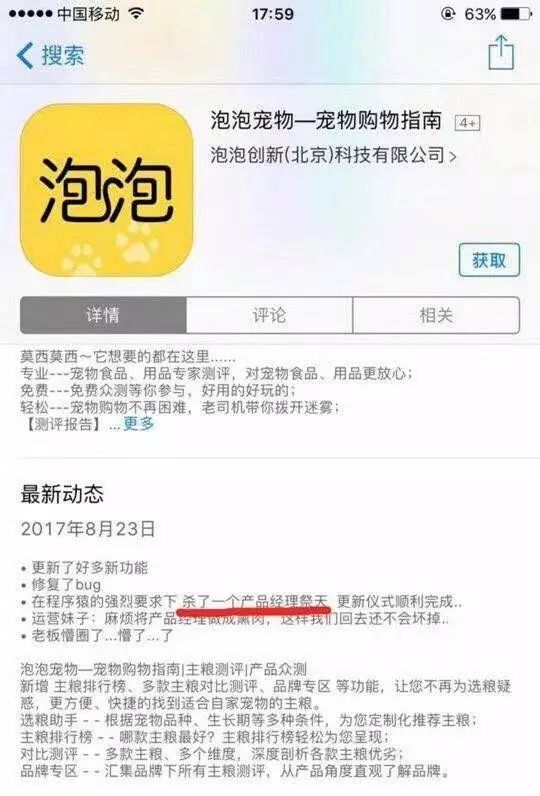 中国移动 17:59 63%
搜索
泡泡
泡泡宠物—宠物购物指南 4+
泡泡创新(北京)科技有限公司 >
获取
详情 评论 相关
莫西莫西～它想要的都在这里......
专业---宠物食品、用品专家测评，对宠物食品、用品更放心；
免费---免费众测等你参与，好用的好玩的；
轻松---宠物购物不再困难，老司机带你拨开迷雾；
【测评报告】...更多
最新动态
2017年8月23日
• 更新了好多新功能
• 修复了bug
• 在程序猿的强烈要求下 杀了一个产品经理祭天 更新仪式顺利完成..
• 运营妹子：麻烦将产品经理做成熏肉，这样我们回去还不会坏掉..
• 老板懵圈了...懵了...了
泡泡宠物—宠物购物指南|主粮测评|产品众测
新增 主粮排行榜、多款主粮对比测评、品牌专区 等功能，让您不再为选粮疑
惑，更方便、快捷的找到适合自家宠物的主粮。
选粮助手 - - 根据宠物品种、生长期等多种条件，为您定制化推荐主粮；
主粮排行榜 - - 哪款主粮最好？主粮排行榜轻松为您呈现；
对比测评 - - 多款主粮、多个维度，深度剖析各款主粮优劣；
品牌专区 - - 汇集品牌下所有主粮测评，从产品角度直观了解品牌。